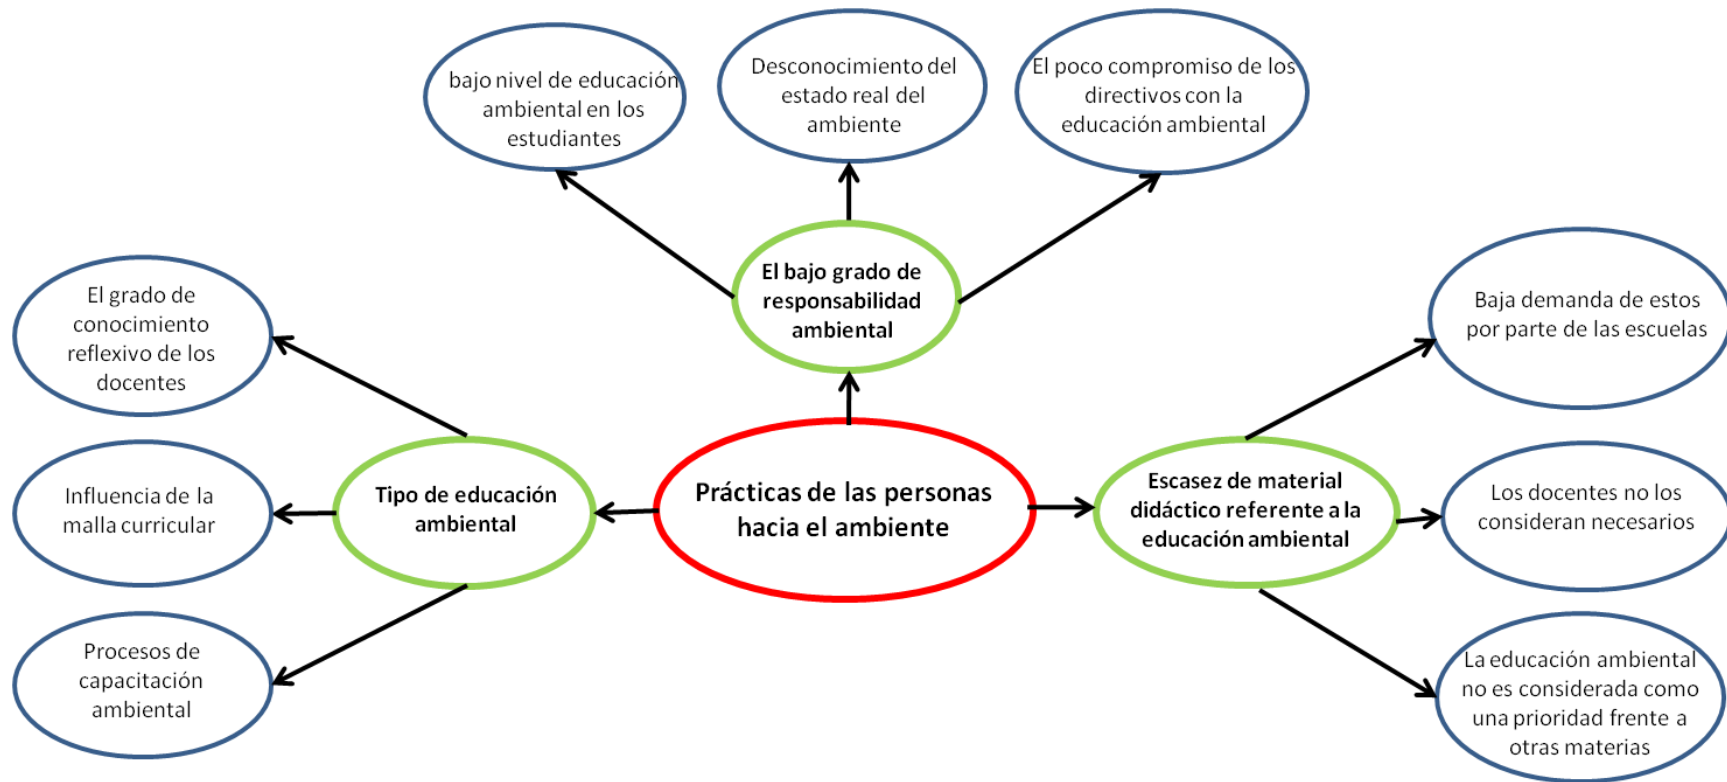 bajo nivel de educación
ambiental en los
estudiantes
Desconocimiento del
estado real del
ambiente
El poco compromiso de los
directivos con la
educación ambiental
El bajo grado de
responsabilidad
ambiental
El grado de
conocimiento
reflexivo de los
docentes
Baja demanda de estos
por parte de las escuelas
Influencia de la
malla curricular
Tipo de educación
ambiental
Prácticas de las personas
hacia el ambiente
Escasez de material
didáctico referente a la
educación ambiental
Los docentes no los
consideran necesarios
Procesos de
capacitación
ambiental
La educación ambiental
no es considerada como
una prioridad frente a
otras materias